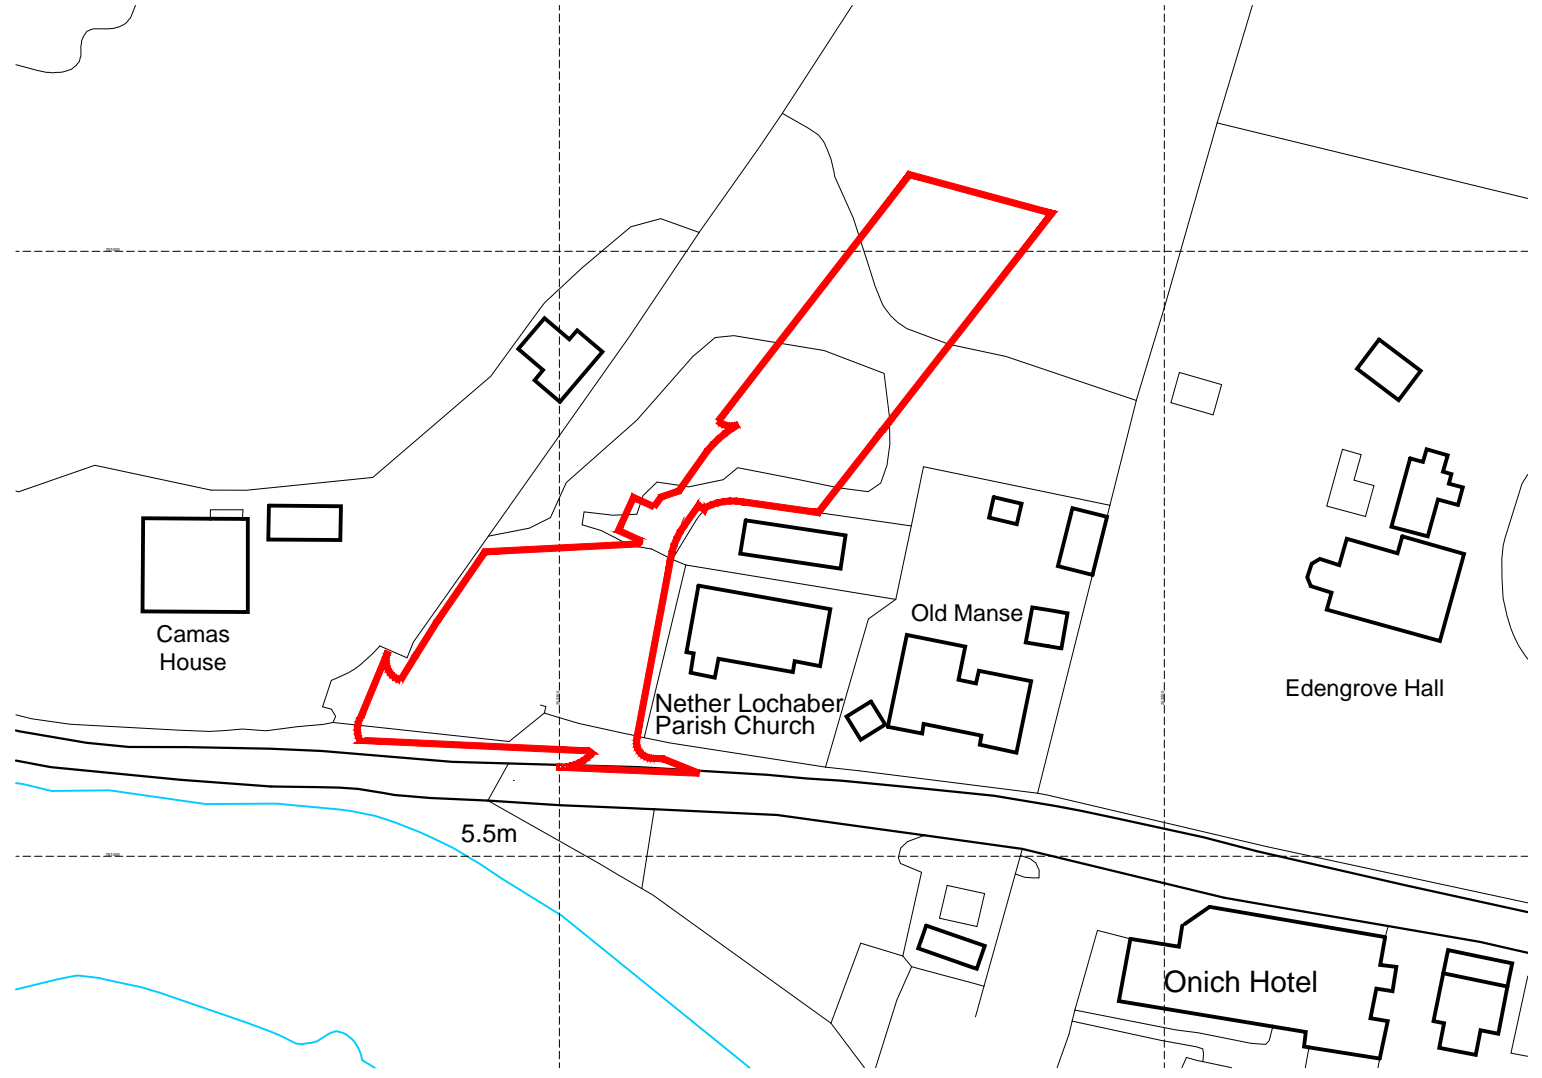 Camas
House
Old Manse
Nether Lochaber
Parish Church
Edengrove Hall
5.5m
Onich Hotel